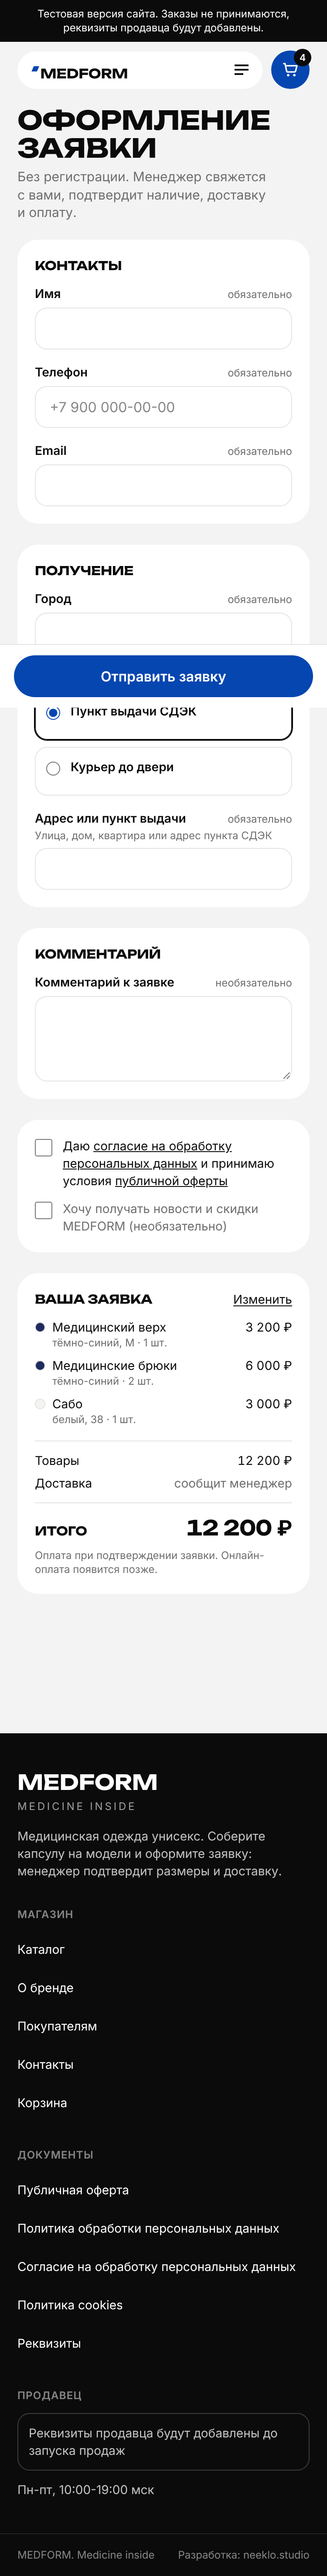 Тестовая версия сайта. Заказы не принимаются,
реквизиты продавца будут добавлены.
MEDFORM
4
ОФОРМЛЕНИЕ
ЗАЯВКИ
Без регистрации. Менеджер свяжется
с вами, подтвердит наличие, доставку
и оплату.
КОНТАКТЫ
Имя обязательно
Телефон обязательно
+7 900 000-00-00
Email обязательно
ПОЛУЧЕНИЕ
Город обязательно
Отправить заявку
Пункт выдачи СДЭК
Курьер до двери
Адрес или пункт выдачи обязательно
Улица, дом, квартира или адрес пункта СДЭК
КОММЕНТАРИЙ
Комментарий к заявке необязательно
Даю согласие на обработку
персональных данных и принимаю
условия публичной оферты
Хочу получать новости и скидки
MEDFORM (необязательно)
ВАША ЗАЯВКА Изменить
Медицинский верх 3 200 ₽
тёмно-синий, M · 1 шт.
Медицинские брюки 6 000 ₽
тёмно-синий · 2 шт.
Сабо 3 000 ₽
белый, 38 · 1 шт.
Товары 12 200 ₽
Доставка сообщит менеджер
ИТОГО 12 200 ₽
Оплата при подтверждении заявки. Онлайн-
оплата появится позже.
MEDFORM
MEDICINE INSIDE
Медицинская одежда унисекс. Соберите
капсулу на модели и оформите заявку:
менеджер подтвердит размеры и доставку.
МАГАЗИН
Каталог
О бренде
Покупателям
Контакты
Корзина
ДОКУМЕНТЫ
Публичная оферта
Политика обработки персональных данных
Согласие на обработку персональных данных
Политика cookies
Реквизиты
ПРОДАВЕЦ
Реквизиты продавца будут добавлены до
запуска продаж
Пн-пт, 10:00-19:00 мск
MEDFORM. Medicine inside Разработка: neeklo.studio